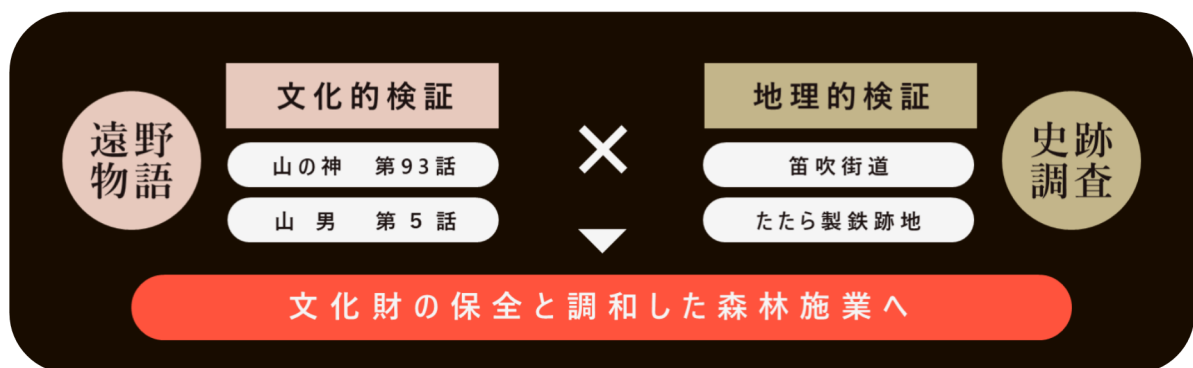 遠野
物語
文化的検証
山の神 第93話
山男 第5話
地理的検証
笛吹街道
たたら製鉄跡地
史跡
調査
文化財の保全と調和した森林施業へ